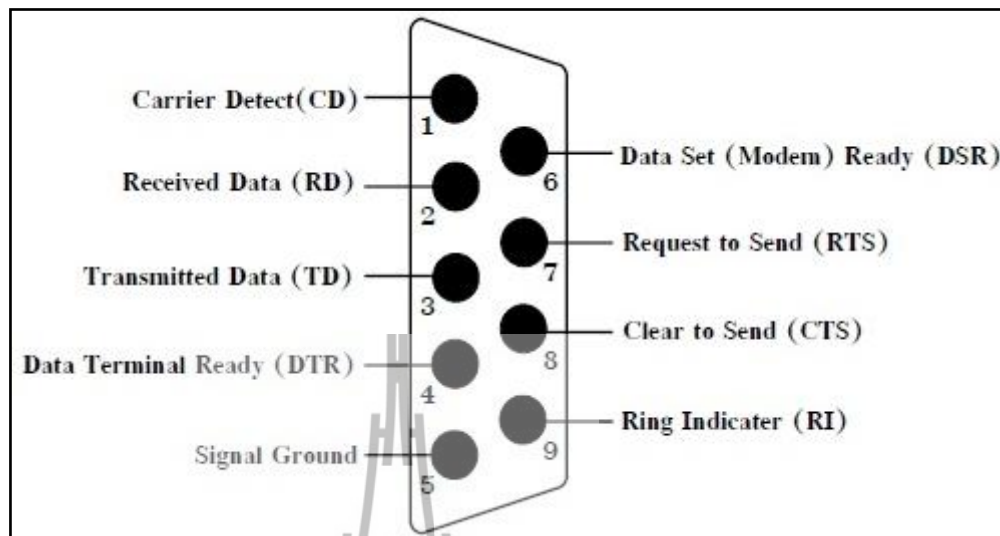 Carrier Detect(CD)
1
Received Data (RD)
2
Transmitted Data (TD)
3
Data Terminal Ready (DTR)
4
Signal Ground
5
Data Set (Modem) Ready (DSR)
6
Request to Send (RTS)
7
Clear to Send (CTS)
8
Ring Indicater (RI)
9